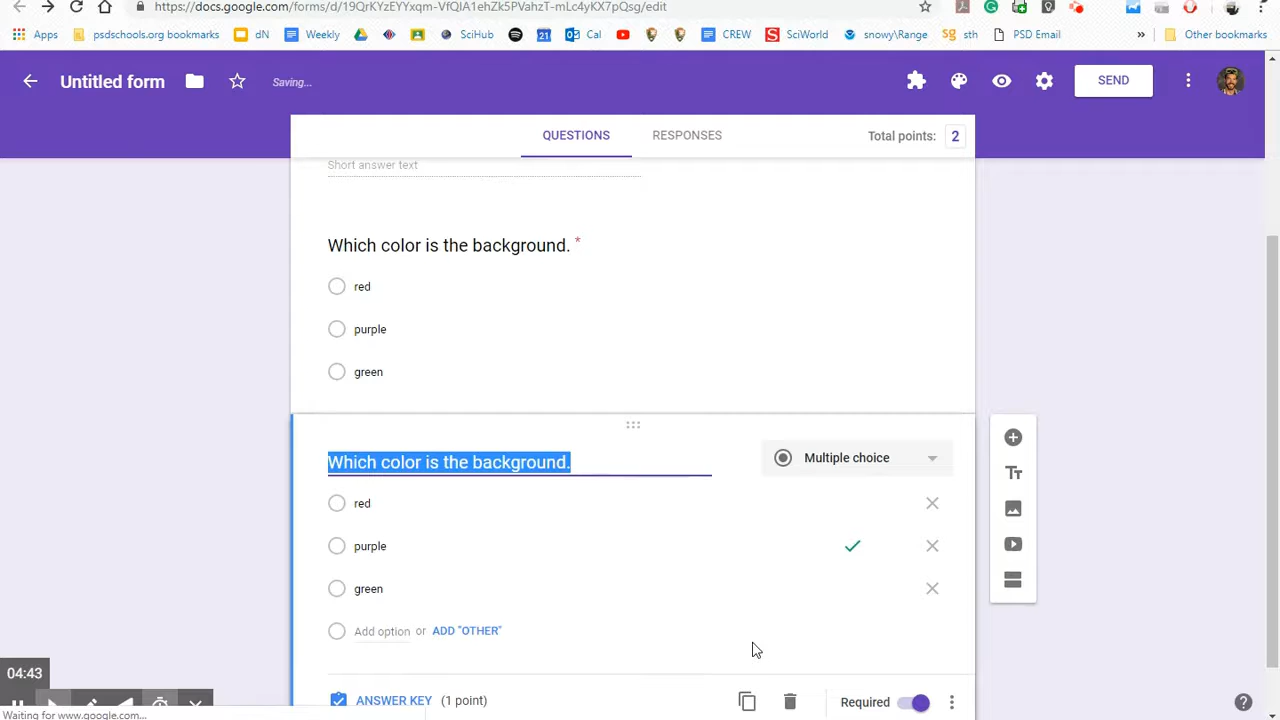 https://docs.google.com/forms/d/19QrKYzEYYxqm-VfQIA1ehZk5PVahzT-mLc4yKX7pQsg/edit
Apps psdschools.org bookmarks dN Weekly SciHub 21 Cal CREW SciWorld snowy\Range sth PSD Email » Other bookmarks
Untitled form Saving... SEND
QUESTIONS RESPONSES Total points: 2
Short answer text
Which color is the background. *
red
purple
green
Which color is the background. Multiple choice
red
purple
green
Add option or ADD "OTHER"
04:43
ANSWER KEY (1 point) Required
Waiting for www.google.com...